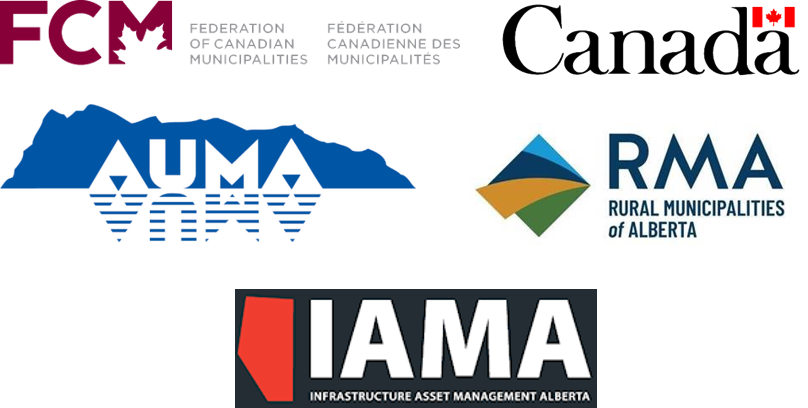 FCM
FEDERATION
OF CANADIAN
MUNICIPALITIES
FÉDÉRATION
CANADIENNE DES
MUNICIPALITÉS
Canada
AUMA
RMA
RURAL MUNICIPALITIES
of ALBERTA
IAMA
INFRASTRUCTURE ASSET MANAGEMENT ALBERTA